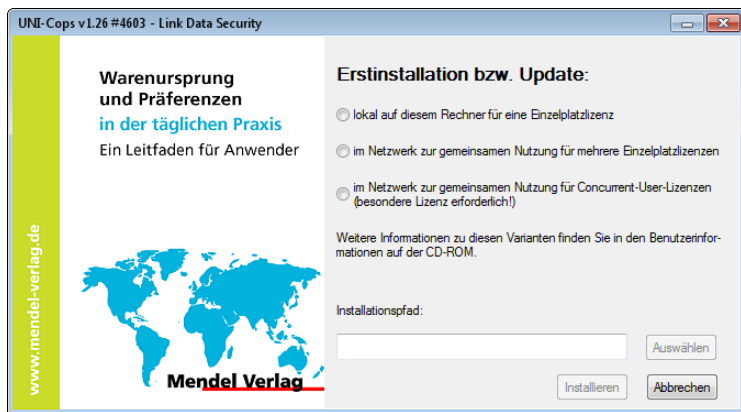 UNI-Cops v1.26 #4603 - Link Data Security
Warenursprung
und Präferenzen
in der täglichen Praxis
Ein Leitfaden für Anwender
www.mendel-verlag.de
Mendel Verlag
Erstinstallation bzw. Update:
lokal auf diesem Rechner für eine Einzelplatzlizenz
im Netzwerk zur gemeinsamen Nutzung für mehrere Einzelplatzlizenzen
im Netzwerk zur gemeinsamen Nutzung für Concurrent-User-Lizenzen
(besondere Lizenz erforderlich!)
Weitere Informationen zu diesen Varianten finden Sie in den Benutzerinfor-
mationen auf der CD-ROM.
Installationspfad:
Auswählen
Installieren
Abbrechen